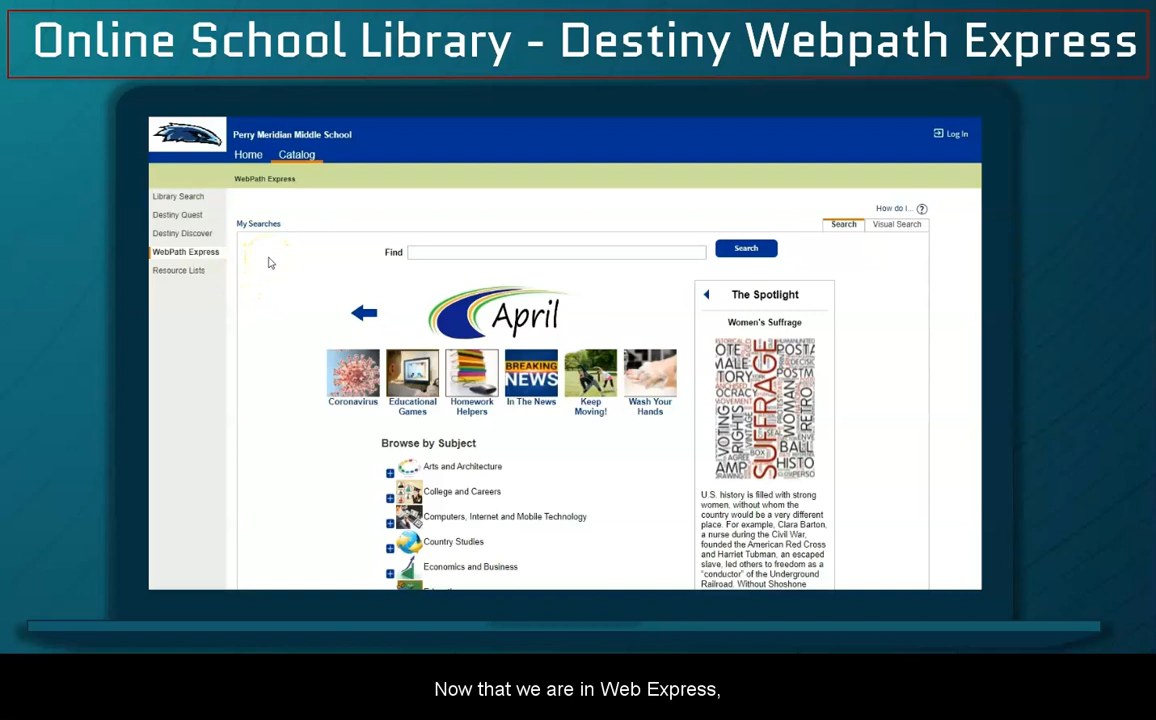 Online School Library - Destiny Webpath Express
Perry Meridian Middle School
Log In
Home
Catalog
WebPath Express
Library Search
Destiny Quest
Destiny Discover
WebPath Express
Resource Lists
How do I... ?
My Searches
Search
Visual Search
Find
Search
April
Coronavirus
Educational
Games
Homework
Helpers
BREAKING
NEWS
In The News
Keep
Moving!
Wash Your
Hands
Browse by Subject
Arts and Architecture
College and Careers
Computers, Internet and Mobile Technology
Country Studies
Economics and Business
The Spotlight
Women's Suffrage
SUFFRAGE
VOTING
RIGHTS
WOMAN
U.S. history is filled with strong
women, without whom the
country would be a very different
place. For example, Clara Barton,
a nurse during the Civil War,
founded the American Red Cross
and Harriet Tubman, an escaped
slave, led others to freedom as a
"conductor" of the Underground
Railroad. Without Shoshone
Now that we are in Web Express,